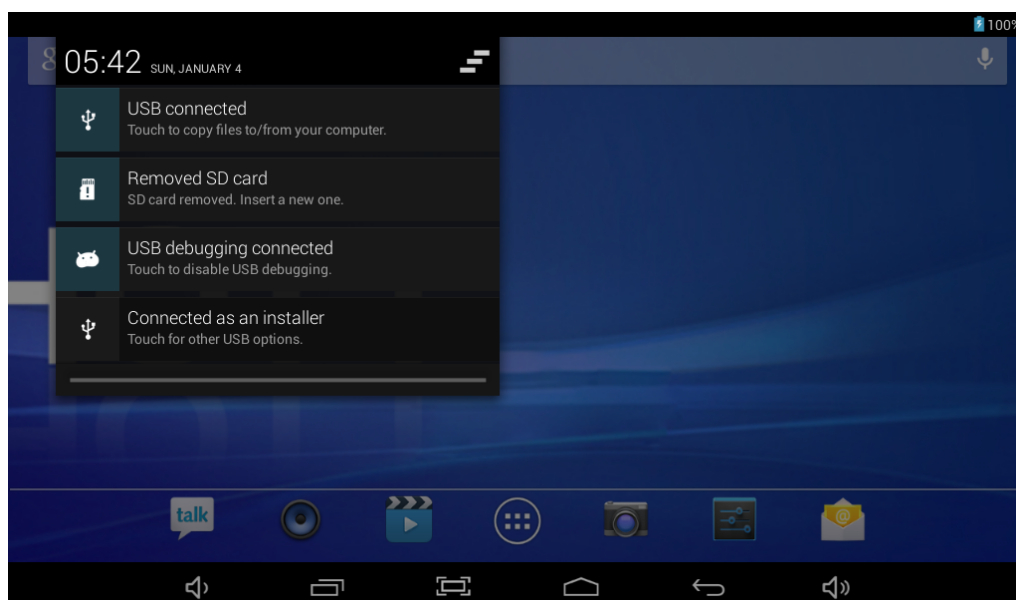 100%
8
05:42 SUN, JANUARY 4
USB connected
Touch to copy files to/from your computer.
Removed SD card
SD card removed. Insert a new one.
USB debugging connected
Touch to disable USB debugging.
Connected as an installer
Touch for other USB options.
talk
@